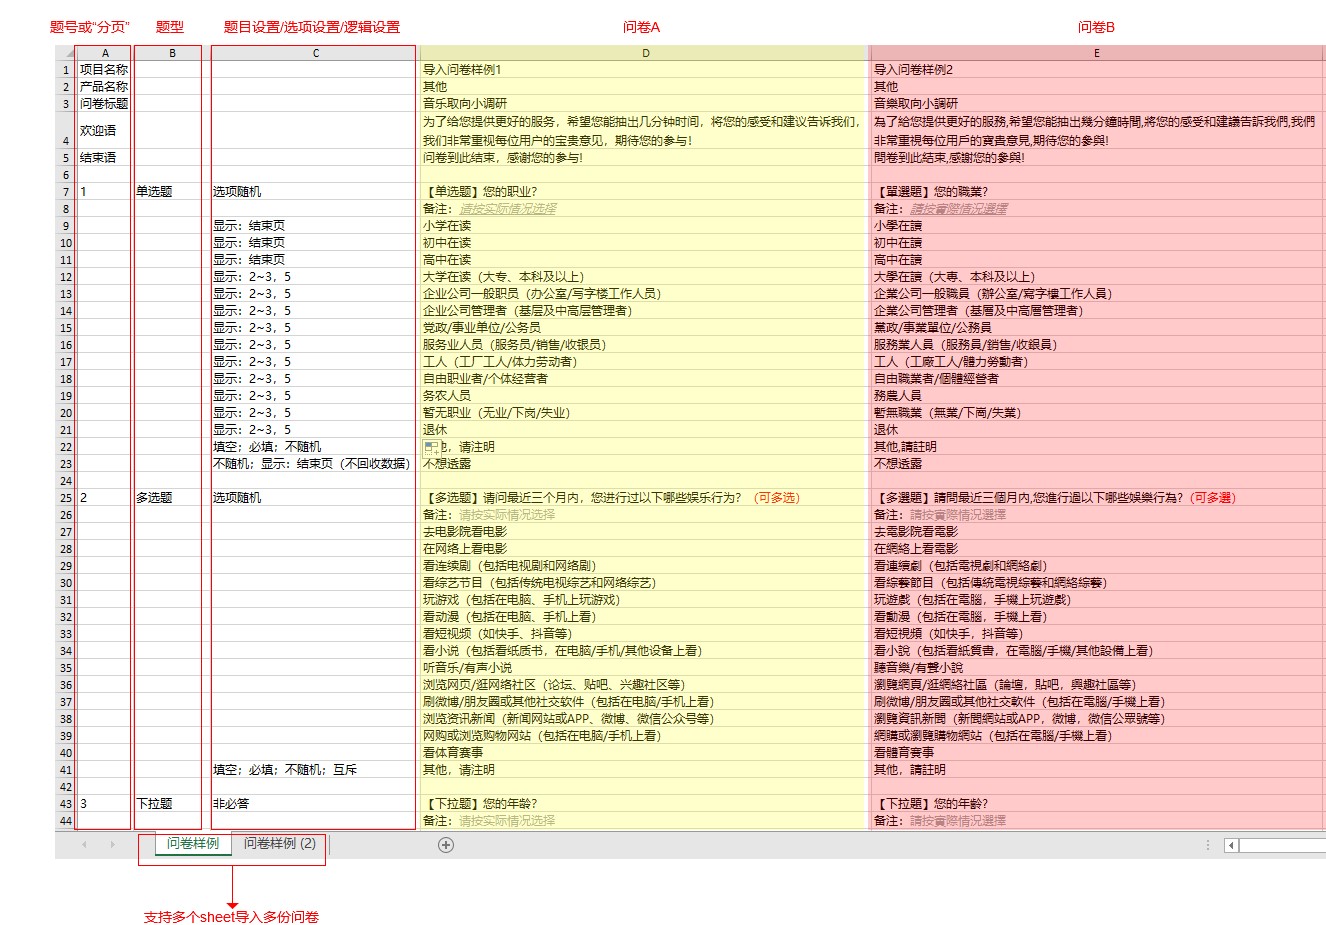 题号或“分页” 题型 题目设置/选项设置/逻辑设置 问卷A 问卷B
A B C D E
1 项目名称 导入问卷样例1 导入问卷样例2
2 产品名称 其他 其他
3 问卷标题 音乐取向小调研 音樂取向小調研
4 欢迎语 为了给您提供更好的服务，希望您能抽出几分钟时间，将您的感受和建议告诉我们， 為了給您提供更好的服務,希望您能抽出幾分鐘時間,將您的感受和建議告訴我們,我們
我们非常重视每位用户的宝贵意见，期待您的参与! 非常重視每位用戶的寶貴意見,期待您的參與!
5 结束语 问卷到此结束，感谢您的参与! 問卷到此結束,感謝您的參與!
6
7 1 单选题 选项随机 【单选题】您的职业? 【單選題】您的職業?
8 备注：请按实际情况选择 備注：請按實際情況選擇
9 显示：结束页 小学在读 小學在讀
10 显示：结束页 初中在读 初中在讀
11 显示：结束页 高中在读 高中在讀
12 显示：2~3，5 大学在读（大专、本科及以上） 大學在讀（大專、本科及以上）
13 显示：2~3，5 企业公司一般职员（办公室/写字楼工作人员） 企業公司一般職員（辦公室/寫字樓工作人員）
14 显示：2~3，5 企业公司管理者（基层及中高层管理者） 企業公司管理者（基層及中高層管理者）
15 显示：2~3，5 党政/事业单位/公务员 黨政/事業單位/公務員
16 显示：2~3，5 服务业人员（服务员/销售/收银员） 服務業人員（服務員/銷售/收銀員）
17 显示：2~3，5 工人（工厂工人/体力劳动者） 工人（工廠工人/體力勞動者）
18 显示：2~3，5 自由职业者/个体经营者 自由職業者/個體經營者
19 显示：2~3，5 务农人员 務農人員
20 显示：2~3，5 暂无职业（无业/下岗/失业） 暫無職業（無業/下崗/失業）
21 显示：2~3，5 退休 退休
22 填空；必填；不随机 ，请注明 其他,請註明
23 不随机；显示：结束页（不回收数据） 不想透露 不想透露
24
25 2 多选题 选项随机 【多选题】请问最近三个月内，您进行过以下哪些娱乐行为?（可多选） 【多選題】請問最近三個月内,您進行過以下哪些娛樂行為?（可多選）
26 备注：请按实际情况选择 備注：請按實際情況選擇
27 去电影院看电影 去電影院看電影
28 在网络上看电影 在網絡上看電影
29 看连续剧（包括电视剧和网络剧） 看連續劇（包括電視劇和網絡劇）
30 看综艺节目（包括传统电视综艺和网络综艺） 看綜藝節目（包括傳統電視綜藝和網絡綜藝）
31 玩游戏（包括在电脑、手机上玩游戏） 玩遊戲（包括在電腦，手機上玩遊戲）
32 看动漫（包括在电脑、手机上看） 看動漫（包括在電腦，手機上看）
33 看短视频（如快手、抖音等） 看短視頻（如快手，抖音等）
34 看小说（包括看纸质书，在电脑/手机/其他设备上看） 看小說（包括看紙質書，在電腦/手機/其他設備上看）
35 听音乐/有声小说 聽音樂/有聲小說
36 浏览网页/逛网络社区（论坛、贴吧、兴趣社区等） 瀏覽網頁/逛網絡社區（論壇，貼吧，興趣社區等）
37 刷微博/朋友圈或其他社交软件（包括在电脑/手机上看） 刷微博/朋友圈或其他社交軟件（包括在電腦/手機上看）
38 浏览资讯新闻（新闻网站或APP、微博、微信公众号等） 瀏覽資訊新聞（新聞網站或APP，微博，微信公眾號等）
39 网购或浏览购物网站（包括在电脑/手机上看） 網購或瀏覽購物網站（包括在電腦/手機上看）
40 看体育赛事 看體育賽事
41 填空；必填；不随机；互斥 其他，请注明 其他，請註明
42
43 3 下拉题 非必答 【下拉题】您的年龄? 【下拉題】您的年齡?
44 备注：请按实际情况选择 備注：請按實際情況選擇
问卷样例 问卷样例 (2)
支持多个sheet导入多份问卷